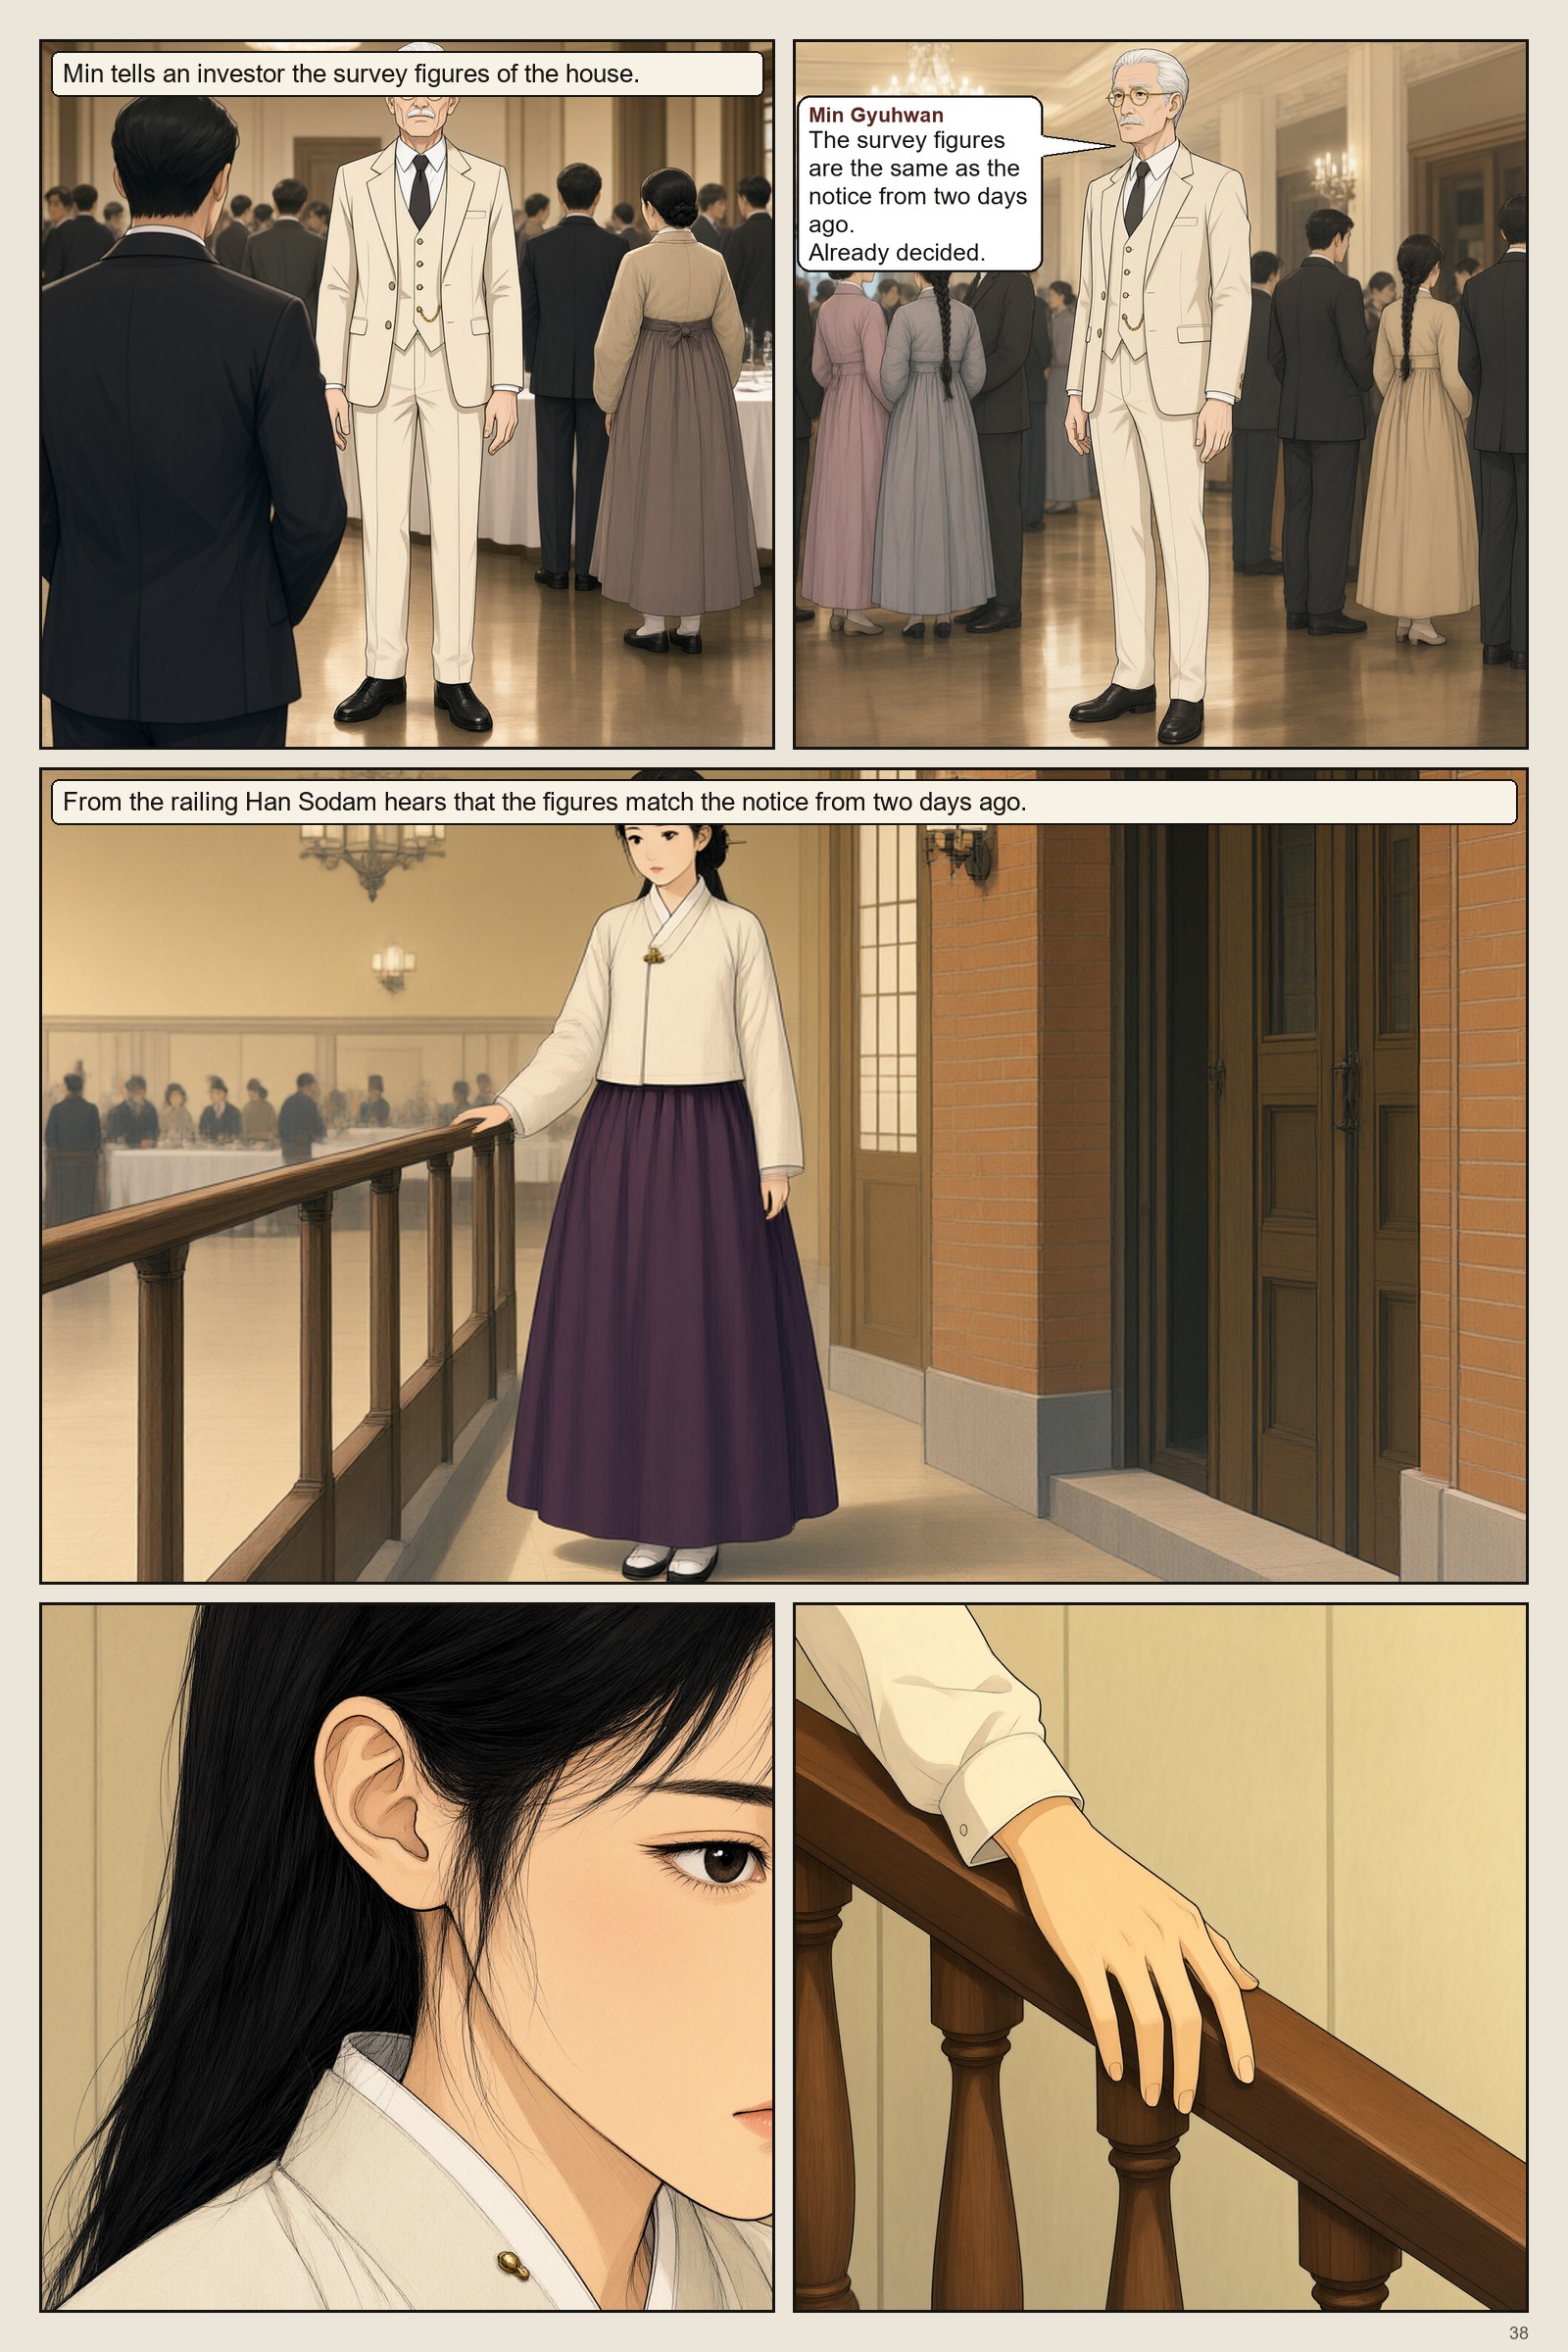 Min tells an investor the survey figures of the house.
Min Gyuhwan
The survey figures
are the same as the
notice from two days
ago.
Already decided.
From the railing Han Sodam hears that the figures match the notice from two days ago.
38